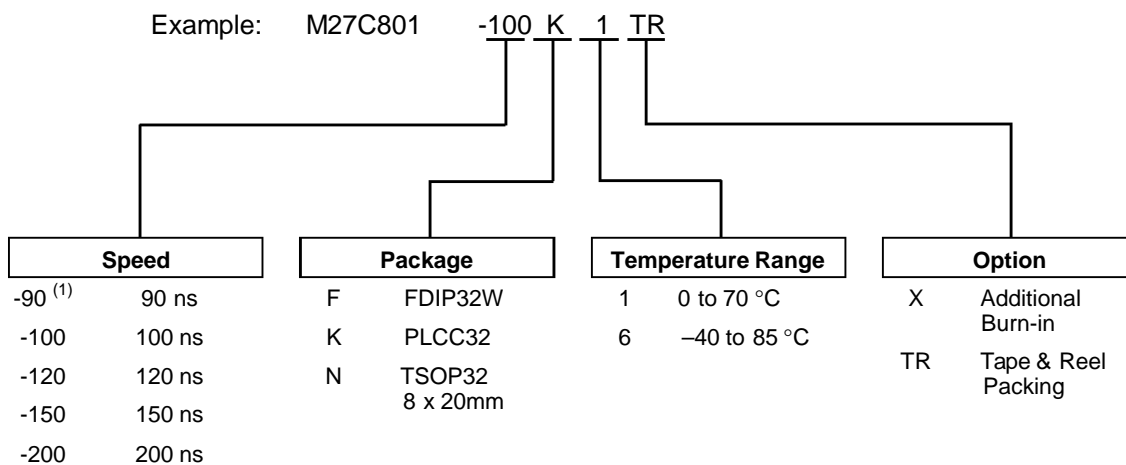 Example: M27C801 -100 K 1 TR
Speed
-90 (1) 90 ns
-100 100 ns
-120 120 ns
-150 150 ns
-200 200 ns
Package
F FDIP32W
K PLCC32
N TSOP32
8 x 20mm
Temperature Range
1 0 to 70 °C
6 –40 to 85 °C
Option
X Additional
Burn-in
TR Tape & Reel
Packing